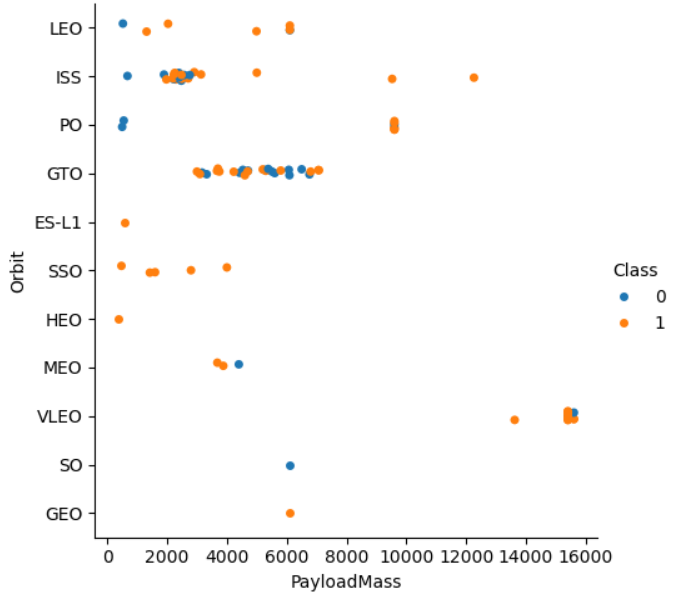 Orbit
LEO
ISS
PO
GTO
ES-L1
SSO
HEO
MEO
VLEO
SO
GEO
0 2000 4000 6000 8000 10000 12000 14000 16000
PayloadMass
Class
0
1